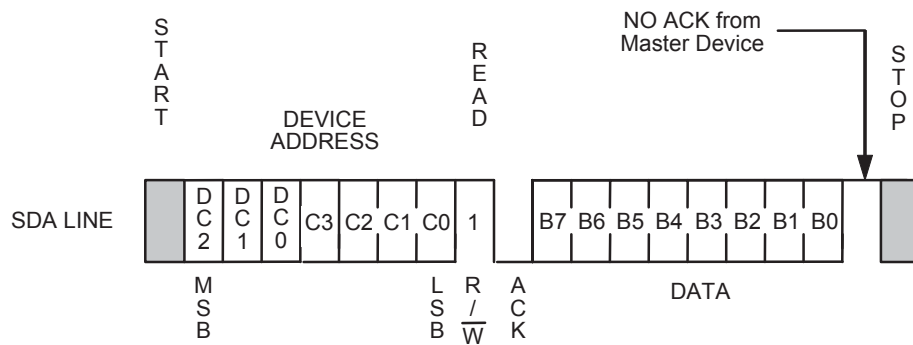 NO ACK from
Master Device
START
READ
STOP
DEVICE
ADDRESS
SDA LINE
DC2 DC1 DC0 C3 C2 C1 C0 1 B7 B6 B5 B4 B3 B2 B1 B0
MSB
LSB
R/W
ACK
DATA